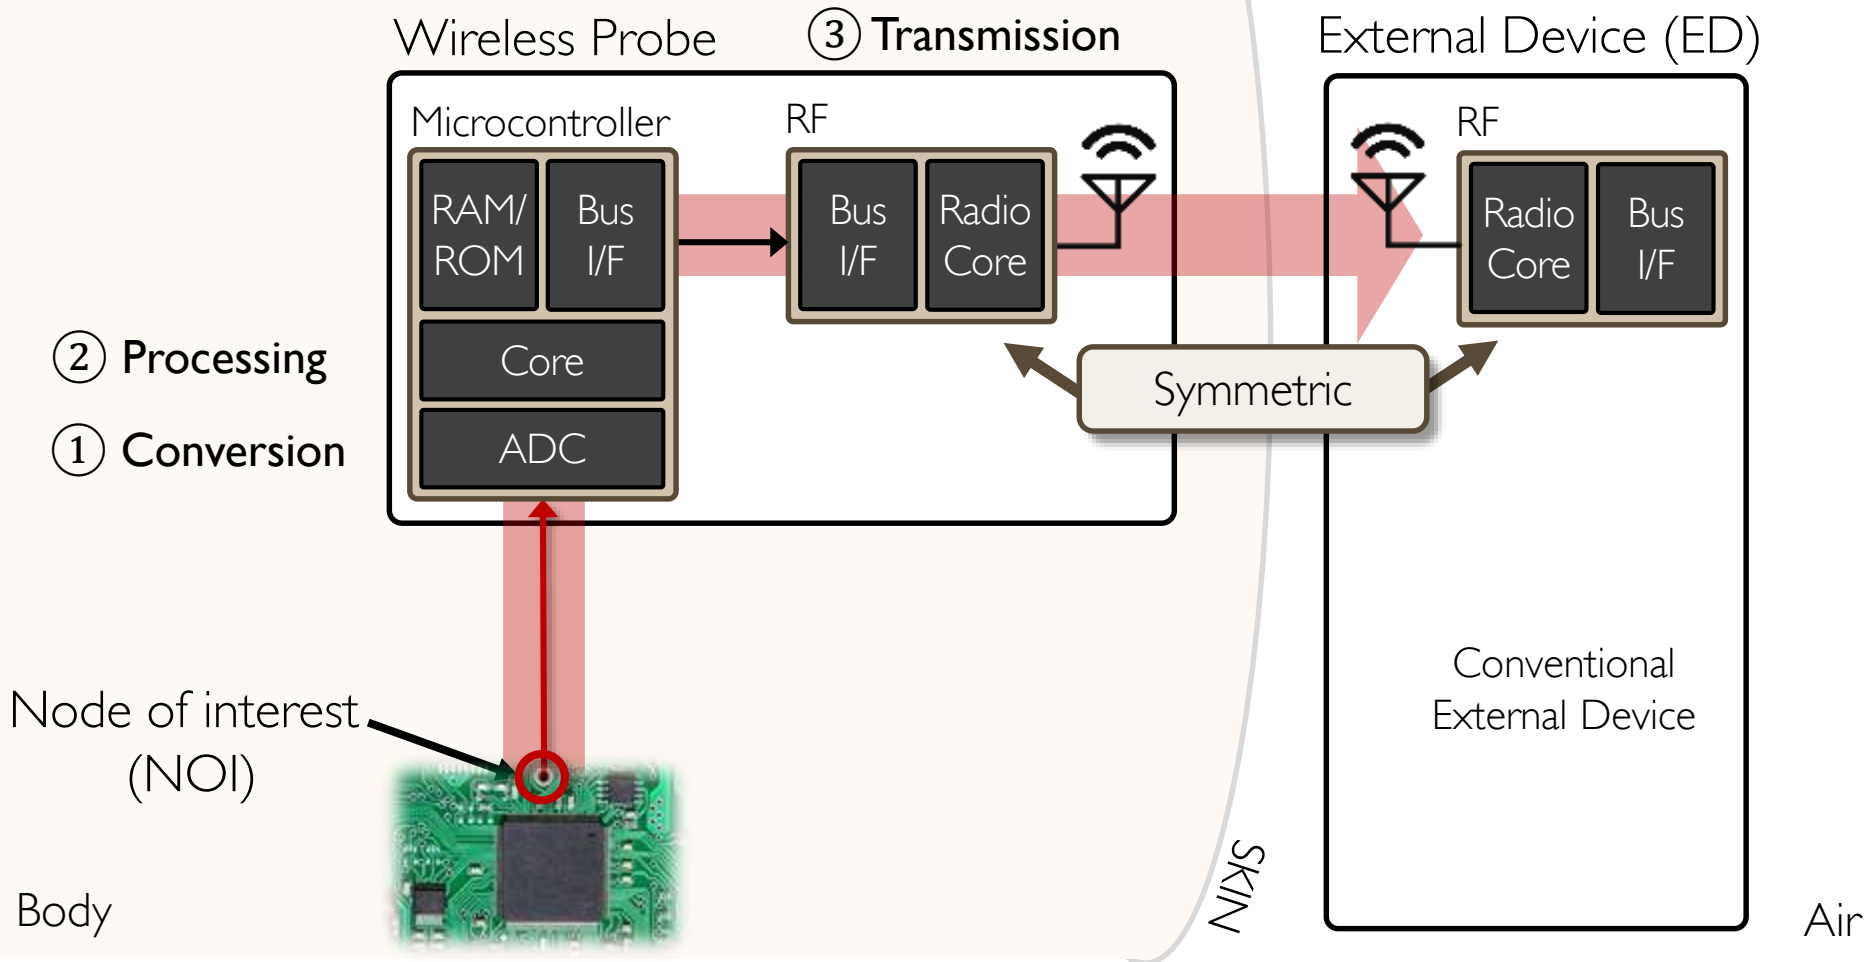 Wireless Probe
③ Transmission
External Device (ED)
Microcontroller
RF
RF
RAM/
ROM
Bus
I/F
Bus
I/F
Radio
Core
Radio
Core
Bus
I/F
② Processing
Core
Symmetric
① Conversion
ADC
Node of interest
(NOI)
Conventional
External Device
SKIN
Body
Air